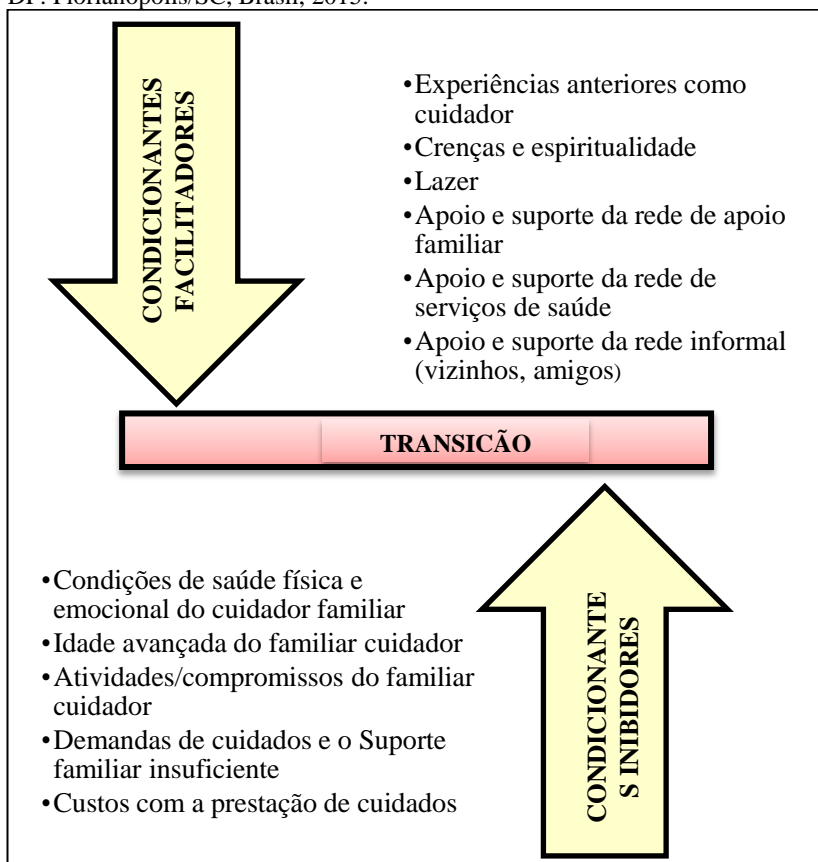 DP. Florianópolis/SC, Brasil, 2015.
CONDICIONANTES
FACILITADORES
•Experiências anteriores como
cuidador
•Crenças e espiritualidade
•Lazer
•Apoio e suporte da rede de apoio
familiar
•Apoio e suporte da rede de
serviços de saúde
•Apoio e suporte da rede informal
(vizinhos, amigos)
TRANSICÃO
•Condições de saúde física e
emocional do cuidador familiar
•Idade avançada do familiar cuidador
•Atividades/compromissos do familiar
cuidador
•Demandas de cuidados e o Suporte
familiar insuficiente
•Custos com a prestação de cuidados
CONDICIONANTE
S INIBIDORES